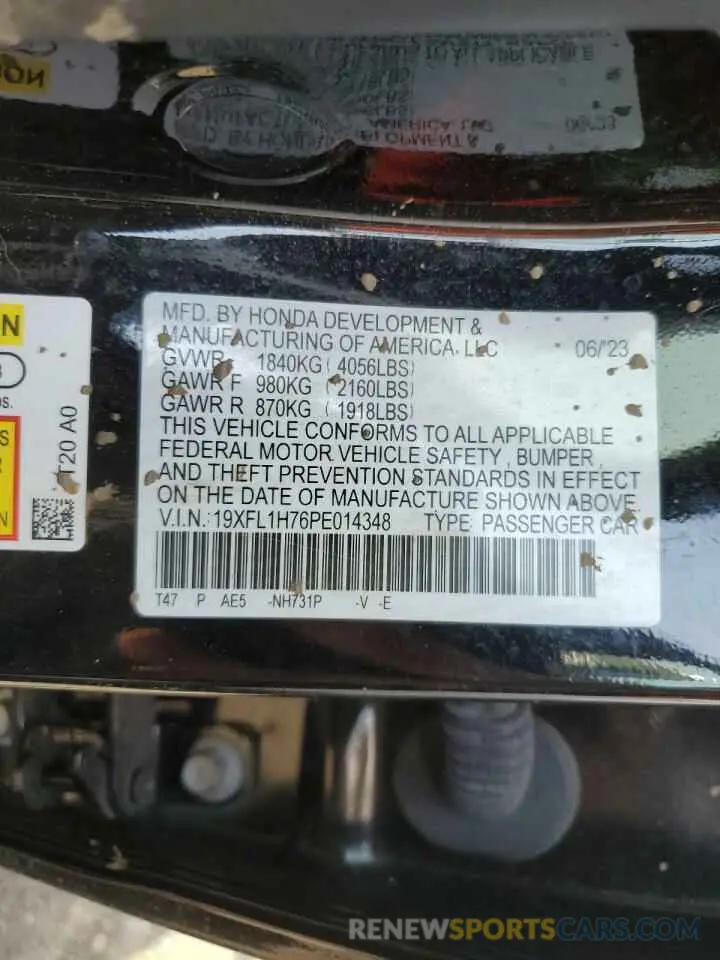 MFD. BY HONDA DEVELOPMENT &
MANUFACTURING OF AMERICA, LLC 06/'23
GVWR 1840KG (4056LBS)
GAWR F 980KG (2160LBS)
GAWR R 870KG (1918LBS)
THIS VEHICLE CONFORMS TO ALL APPLICABLE
FEDERAL MOTOR VEHICLE SAFETY, BUMPER,
AND THEFT PREVENTION STANDARDS IN EFFECT
ON THE DATE OF MANUFACTURE SHOWN ABOVE.
V.I.N.: 19XFL1H76PE014348 TYPE: PASSENGER CAR
T47 P AE5 -NH731P -V -E
T20 A0
RENEWSPORTSCARS.COM